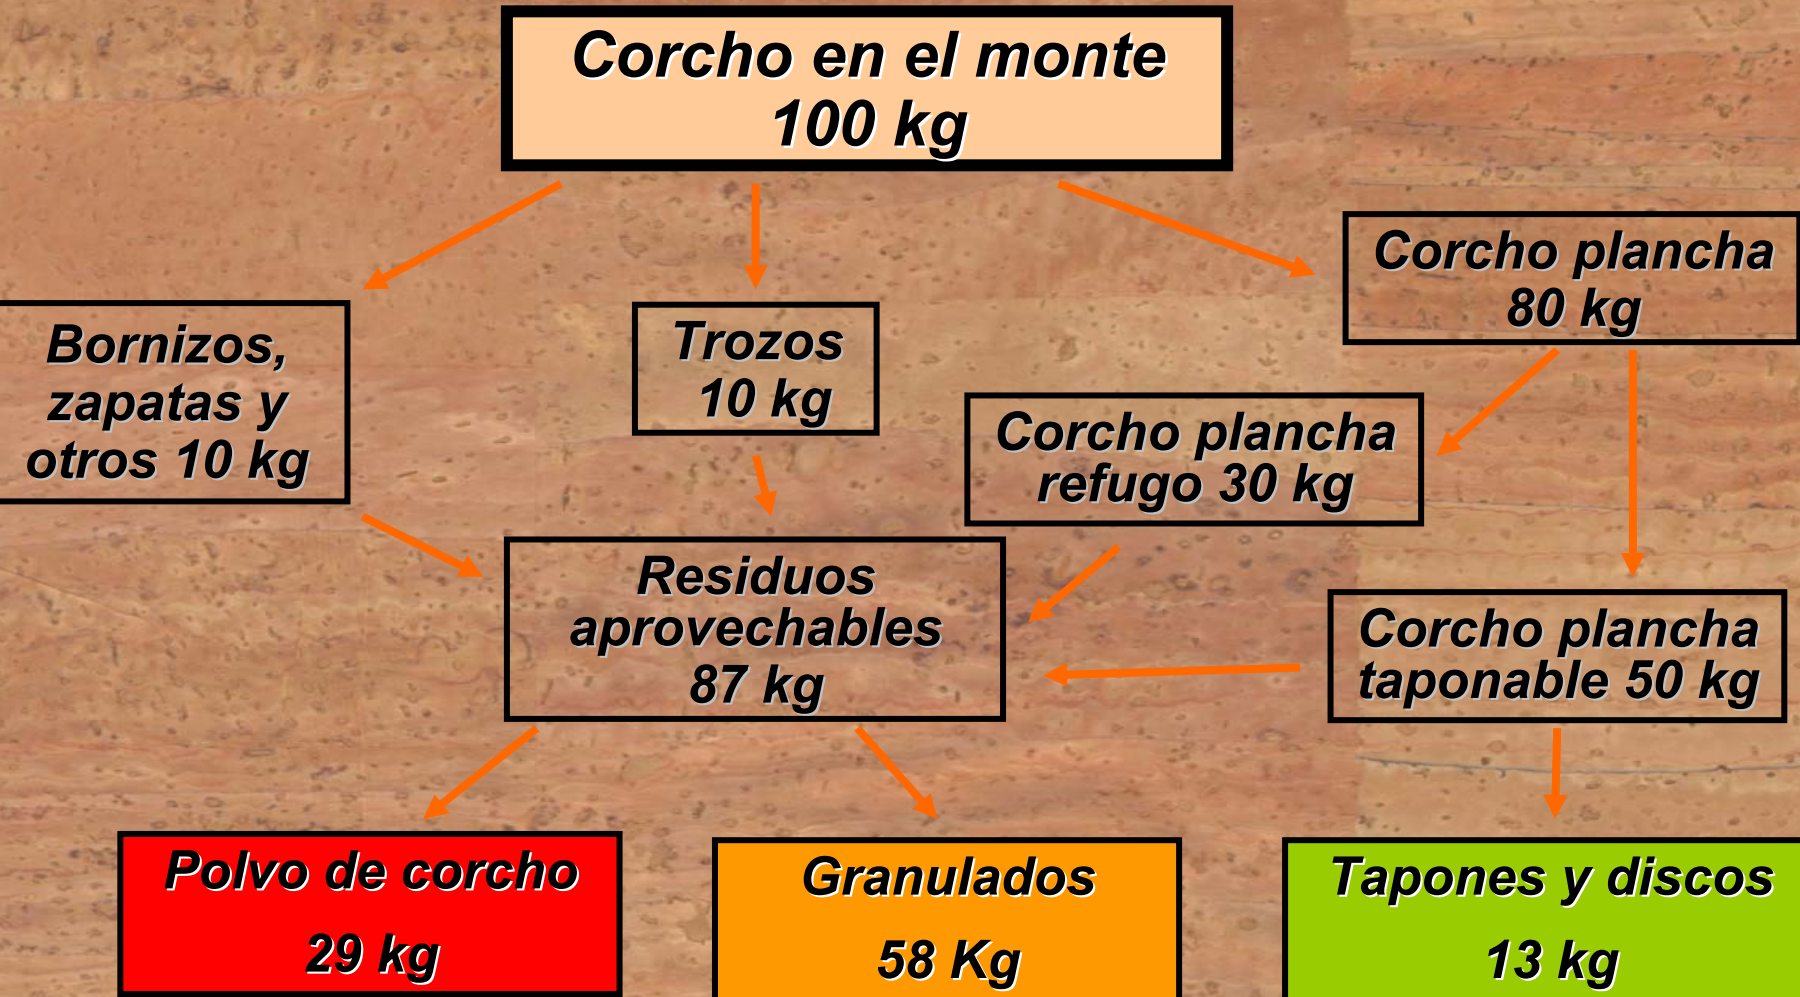 Corcho en el monte
100 kg
Corcho plancha
80 kg
Bornizos,
zapatas y
otros 10 kg
Trozos
10 kg
Corcho plancha
refugo 30 kg
Residuos
aprovechables
87 kg
Corcho plancha
taponable 50 kg
Polvo de corcho
29 kg
Granulados
58 Kg
Tapones y discos
13 kg